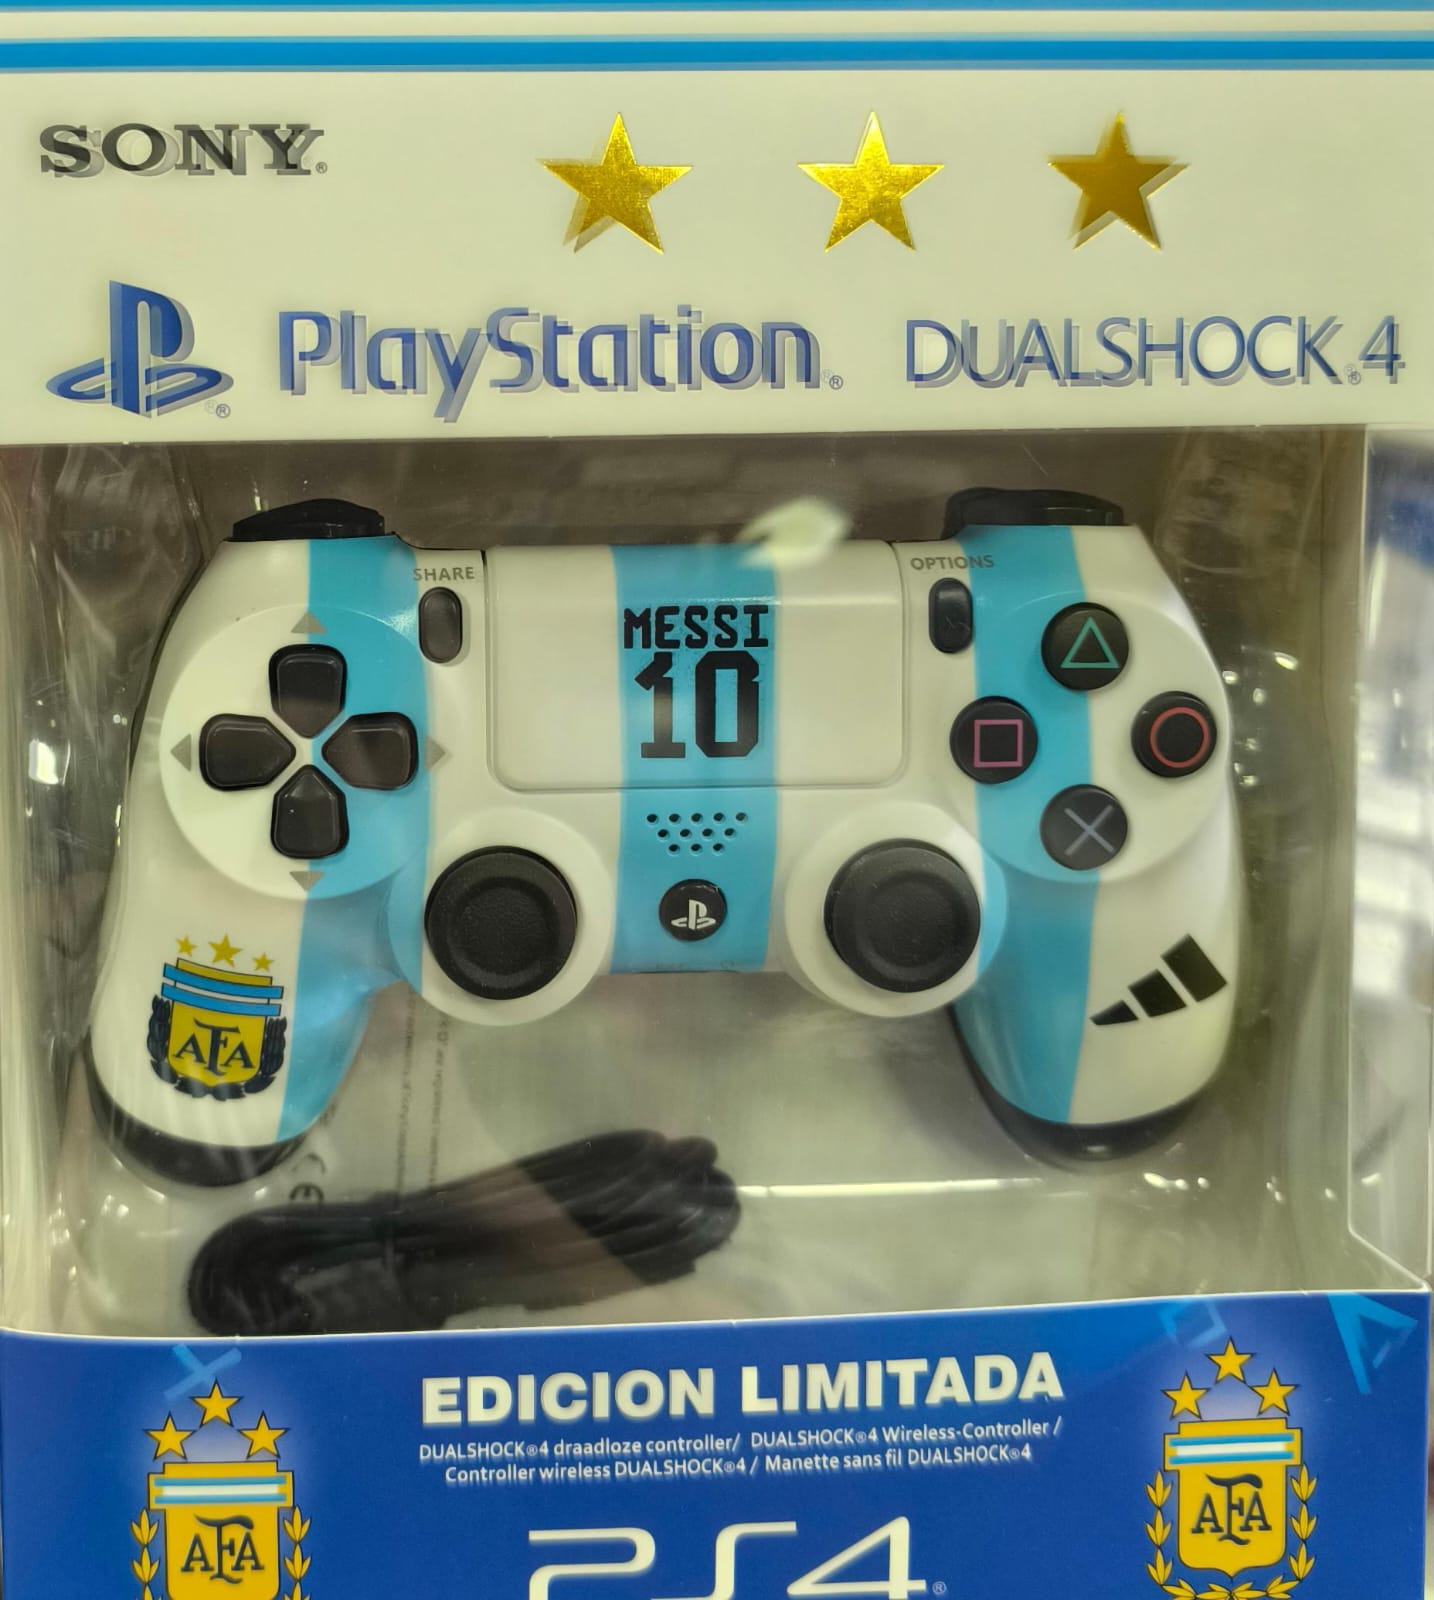 SONY®
PlayStation® DUALSHOCK®4
SHARE
OPTIONS
MESSI
10
AFA
EDICION LIMITADA
DUALSHOCK®4 draadloze controller/ DUALSHOCK®4 Wireless-Controller /
Controller wireless DUALSHOCK®4 / Manette sans fil DUALSHOCK®4
AFA
AFA
PS4®